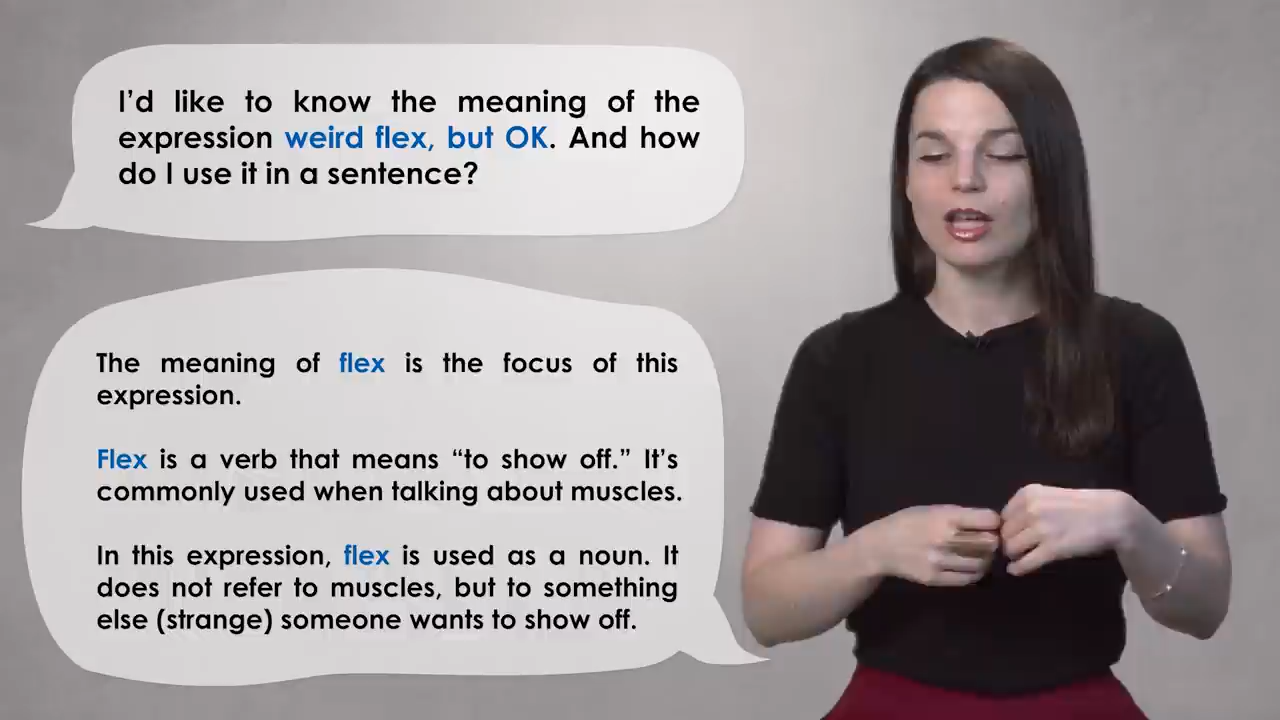 I'd like to know the meaning of the
expression weird flex, but OK. And how
do I use it in a sentence?
The meaning of flex is the focus of this
expression.
Flex is a verb that means “to show off.” It's
commonly used when talking about muscles.
In this expression, flex is used as a noun. It
does not refer to muscles, but to something
else (strange) someone wants to show off.